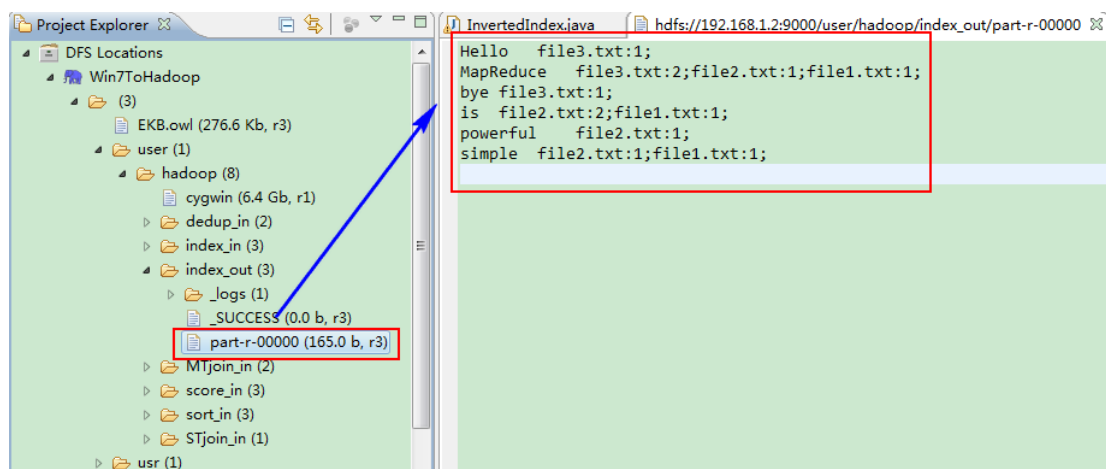 Project Explorer
DFS Locations
Win7ToHadoop
(3)
EKB.owl (276.6 Kb, r3)
user (1)
hadoop (8)
cygwin (6.4 Gb, r1)
dedup_in (2)
index_in (3)
index_out (3)
_logs (1)
_SUCCESS (0.0 b, r3)
part-r-00000 (165.0 b, r3)
MTjoin_in (2)
score_in (3)
sort_in (3)
STjoin_in (1)
usr (1)
InvertedIndex.java hdfs://192.168.1.2:9000/user/hadoop/index_out/part-r-00000
Hello file3.txt:1;
MapReduce file3.txt:2;file2.txt:1;file1.txt:1;
bye file3.txt:1;
is file2.txt:2;file1.txt:1;
powerful file2.txt:1;
simple file2.txt:1;file1.txt:1;